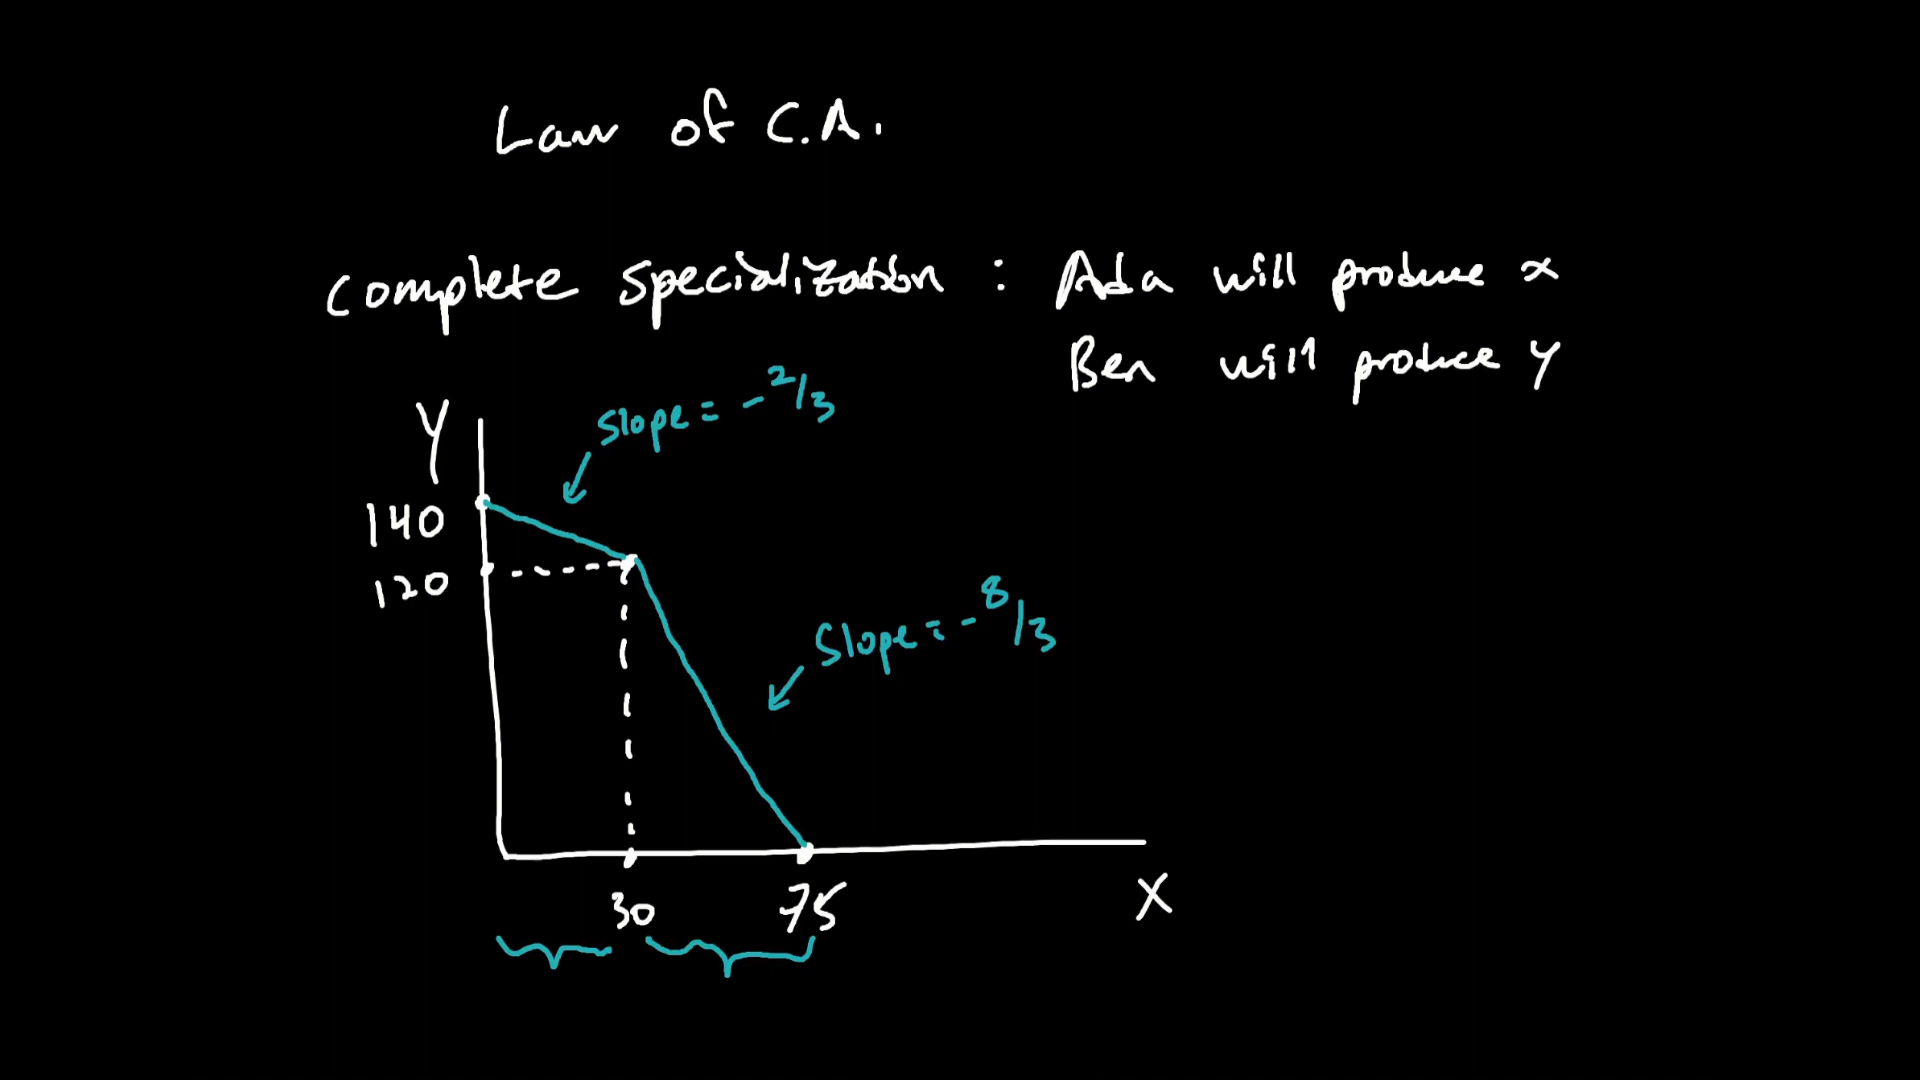 Law of C.A.
complete specialization : Ada will produce x
Ben will produce y
Y
slope = -2/3
140
120
slope = -8/3
30
75
X